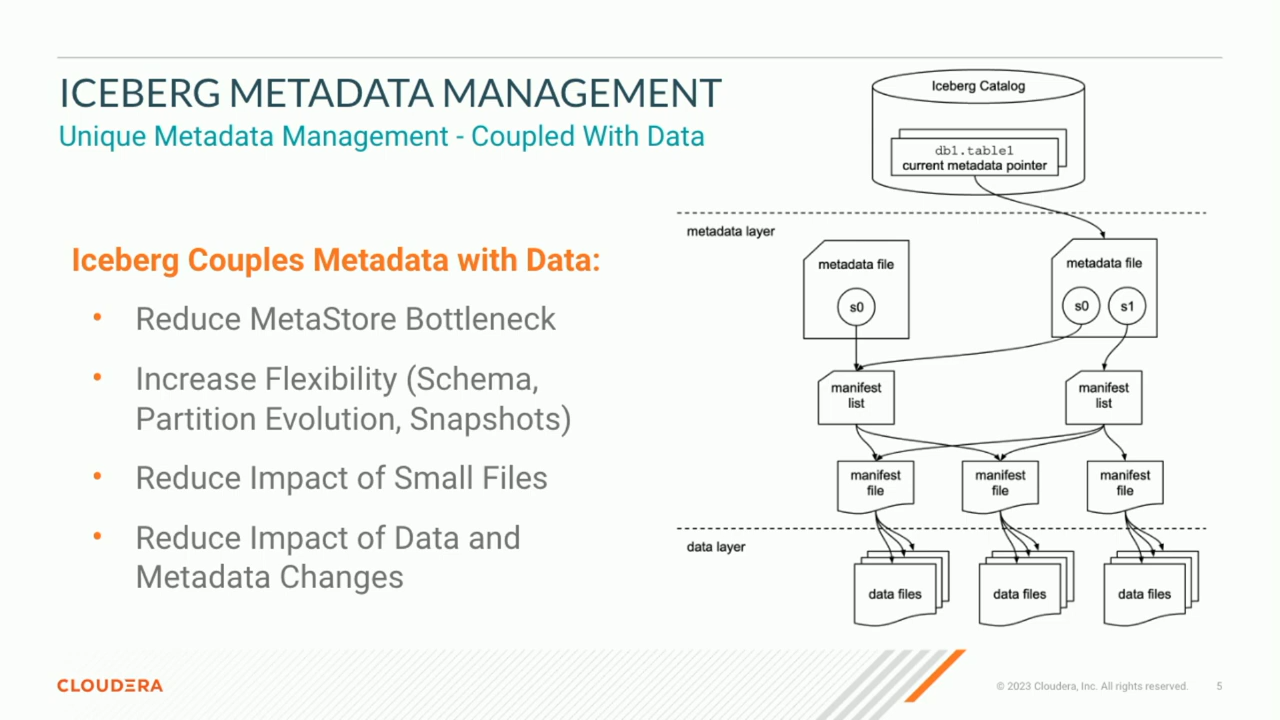 ICEBERG METADATA MANAGEMENT
Unique Metadata Management - Coupled With Data
Iceberg Couples Metadata with Data:
• Reduce MetaStore Bottleneck
• Increase Flexibility (Schema,
Partition Evolution, Snapshots)
• Reduce Impact of Small Files
• Reduce Impact of Data and
Metadata Changes
Iceberg Catalog
db1.table1
current metadata pointer
metadata layer
metadata file
s0
metadata file
s0 s1
manifest
list
manifest
list
manifest
file
manifest
file
manifest
file
data layer
data files
data files
data files
CLOUDERA
© 2023 Cloudera, Inc. All rights reserved. 5